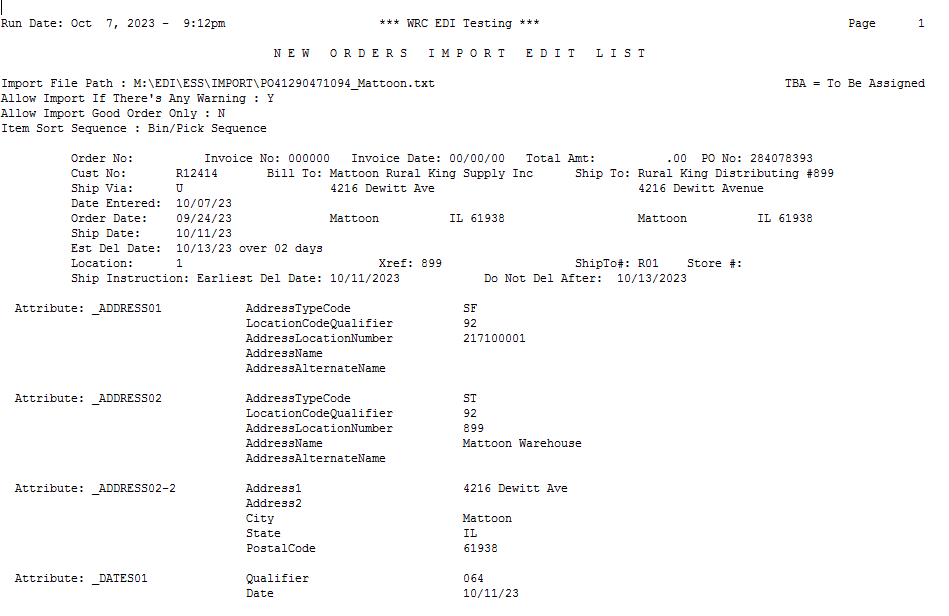 Run Date: Oct  7, 2023 -  9:12pm                      *** WRC EDI Testing ***                                            Page      1
N E W   O R D E R S   I M P O R T   E D I T   L I S T
Import File Path : M:\EDI\ESS\IMPORT\PO41290471094_Mattoon.txt                                                  TBA = To Be Assigned
Allow Import If There's Any Warning : Y
Allow Import Good Order Only : N
Item Sort Sequence : Bin/Pick Sequence
Order No:          Invoice No: 000000   Invoice Date: 00/00/00   Total Amt:          .00  PO No: 284078393
Cust No:      R12414       Bill To: Mattoon Rural King Supply Inc      Ship To: Rural King Distributing #899
Ship Via:     U                     4216 Dewitt Ave                             4216 Dewitt Avenue
Date Entered:  10/07/23
Order Date:    09/24/23              Mattoon          IL 61938                   Mattoon          IL 61938
Ship Date:     10/11/23
Est Del Date:  10/13/23 over 02 days
Location:      1                            Xref: 899                   ShipTo#: R01    Store #:
Ship Instruction: Earliest Del Date: 10/11/2023            Do Not Del After:  10/13/2023
Attribute: _ADDRESS01            AddressTypeCode                SF
LocationCodeQualifier          92
AddressLocationNumber          217100001
AddressName
AddressAlternateName
Attribute: _ADDRESS02            AddressTypeCode                ST
LocationCodeQualifier          92
AddressLocationNumber          899
AddressName                    Mattoon Warehouse
AddressAlternateName
Attribute: _ADDRESS02-2          Address1                       4216 Dewitt Ave
Address2
City                           Mattoon
State                          IL
PostalCode                     61938
Attribute: _DATES01              Qualifier                      064
Date                           10/11/23